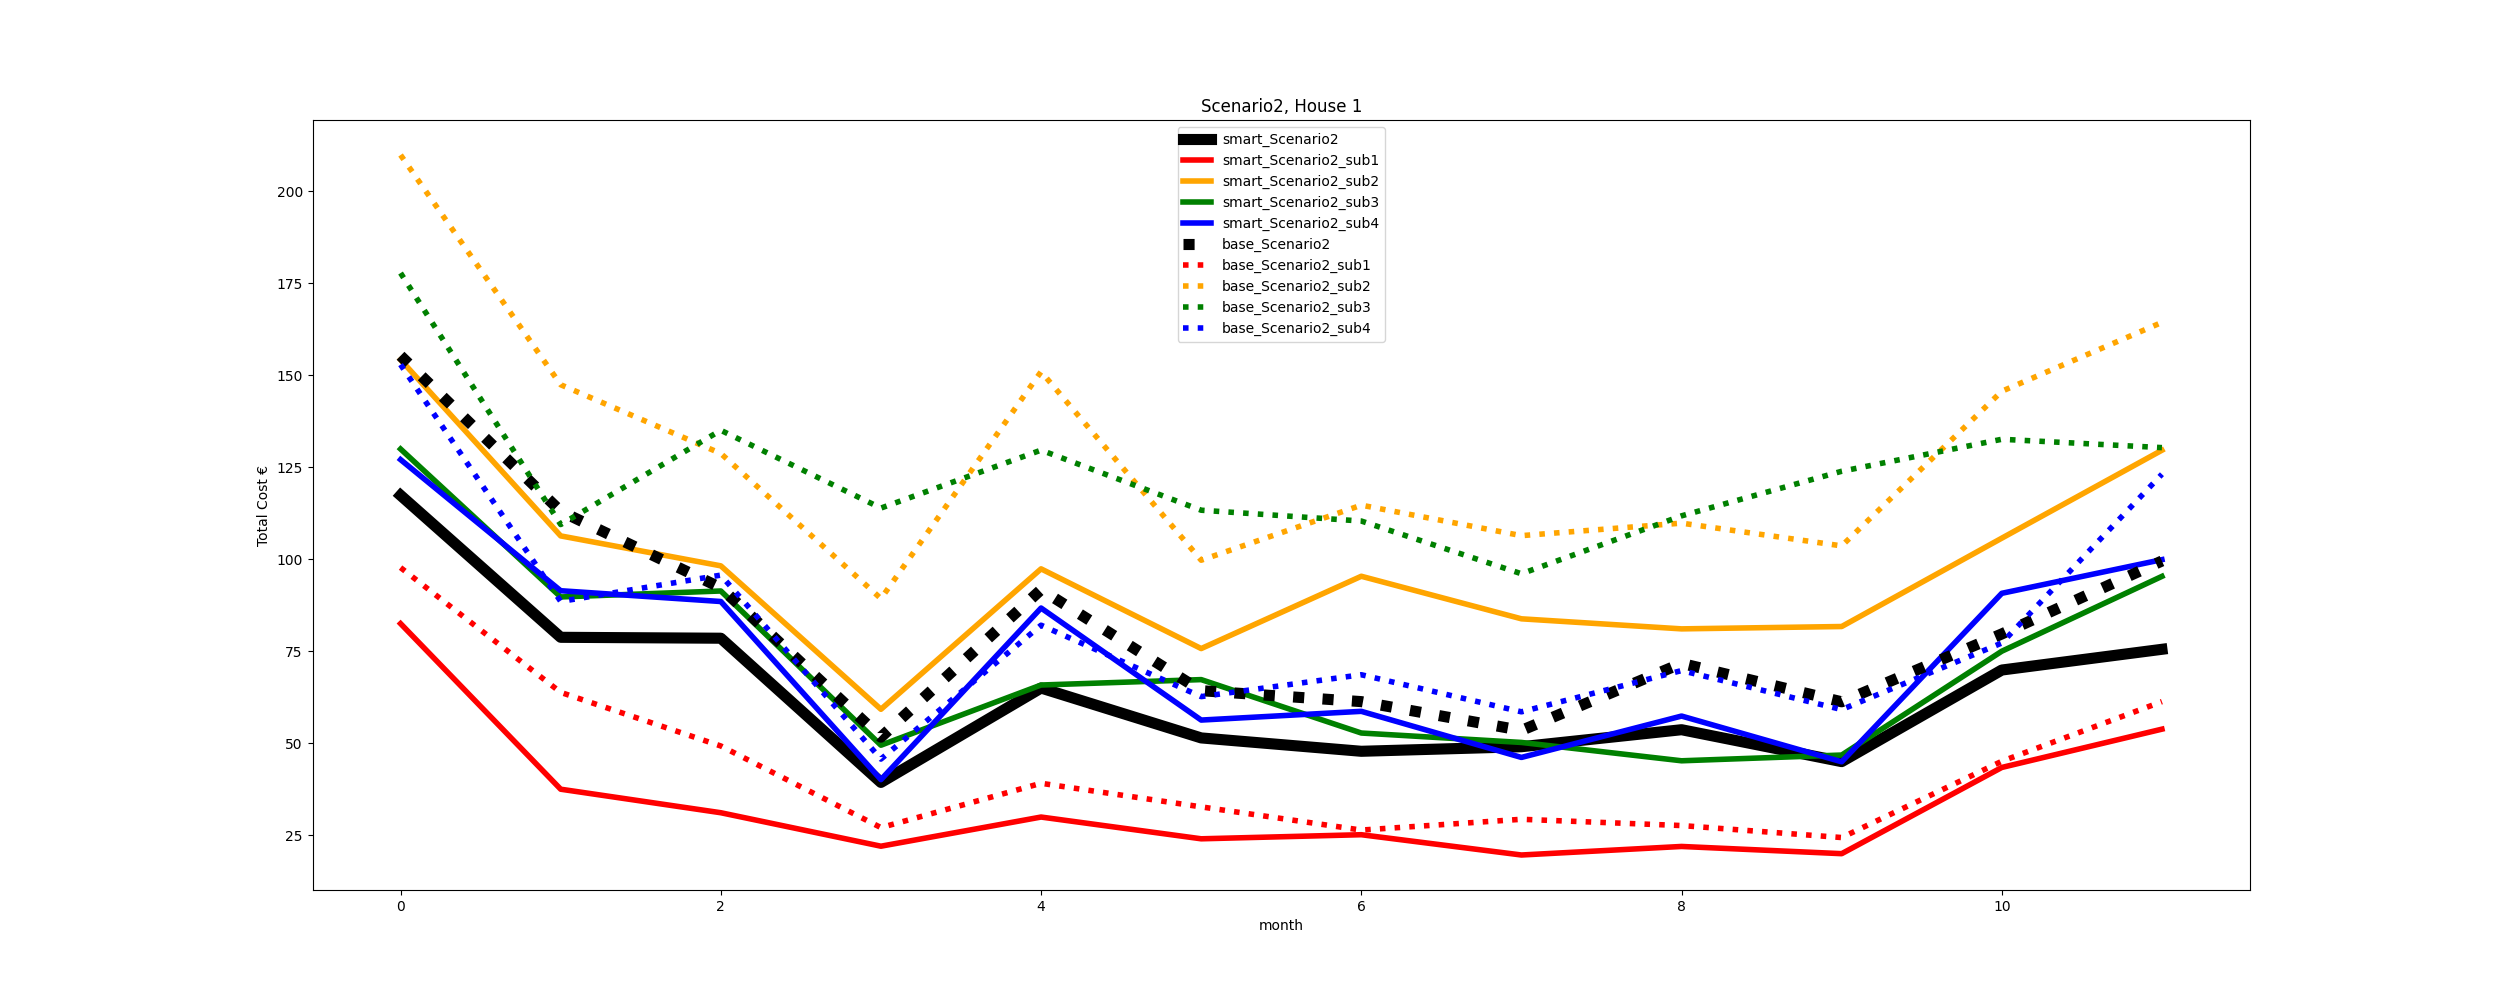 Scenario2, House 1
smart_Scenario2
smart_Scenario2_sub1
smart_Scenario2_sub2
smart_Scenario2_sub3
smart_Scenario2_sub4
base_Scenario2
base_Scenario2_sub1
base_Scenario2_sub2
base_Scenario2_sub3
base_Scenario2_sub4
Total Cost €
200
175
150
125
100
75
50
25
0 2 4 6 8 10
month